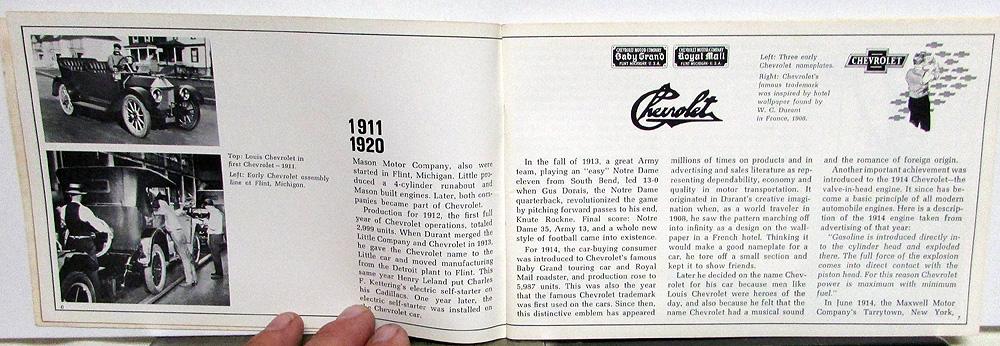 Top: Louis Chevrolet in
first Chevrolet – 1911.
Left: Early Chevrolet assembly
line at Flint, Michigan.
1911
1920
Mason Motor Company, also were
started in Flint, Michigan. Little pro-
duced a 4-cylinder runabout and
Mason built engines. Later, both com-
panies became part of Chevrolet.
Production for 1912, the first full
year of Chevrolet operations, totaled
2,999 units. When Durant merged the
Little Company and Chevrolet in 1913,
he gave the Chevrolet name to the
Little car and moved manufacturing
from the Detroit plant to Flint. This
same year Henry Leland put Charles
F. Kettering's electric self-starter on
his Cadillacs. One year later, the
electric self-starter was installed on
Chevrolet car.
6
CHEVROLET MOTOR COMPANY
Baby Grand
FLINT MICHIGAN U.S.A.
CHEVROLET MOTOR COMPANY
Royal Mail
FLINT MICHIGAN U.S.A.
Chevrolet
Left: Three early
Chevrolet nameplates.
Right: Chevrolet's
famous trademark
was inspired by hotel
wallpaper found by
W. C. Durant
in France, 1908.
CHEVROLET
In the fall of 1913, a great Army
team, playing an "easy" Notre Dame
eleven from South Bend, led 13-0
when Gus Dorais, the Notre Dame
quarterback, revolutionized the game
by pitching forward passes to his end,
Knute Rockne. Final score: Notre
Dame 35, Army 13, and a whole new
style of football came into existence.
For 1914, the car-buying consumer
was introduced to Chevrolet's famous
Baby Grand touring car and Royal
Mail roadster, and production rose to
5,987 units. This was also the year
that the famous Chevrolet trademark
was first used on the cars. Since then,
this distinctive emblem has appeared
millions of times on products and in
advertising and sales literature as rep-
resenting dependability, economy and
quality in motor transportation. It
originated in Durant's creative imagi-
nation when, as a world traveler in
1908, he saw the pattern marching off
into infinity as a design on the wall-
paper in a French hotel. Thinking it
would make a good nameplate for a
car, he tore off a small section and
kept it to show friends.
Later he decided on the name Chev-
rolet for his car because men like
Louis Chevrolet were heroes of the
day, and also because he felt that the
name Chevrolet had a musical sound
and the romance of foreign origin.
Another important achievement was
introduced to the 1914 Chevrolet—the
valve-in-head engine. It since has be-
come a basic principle of all modern
automobile engines. Here is a descrip-
tion of the 1914 engine taken from
advertising of that year:
"Gasoline is introduced directly in-
to the cylinder head and exploded
there. The full force of the explosion
comes into direct contact with the
piston head. For this reason Chevrolet
power is maximum with minimum
fuel."
In June 1914, the Maxwell Motor
Company's Tarrytown, New York,
7